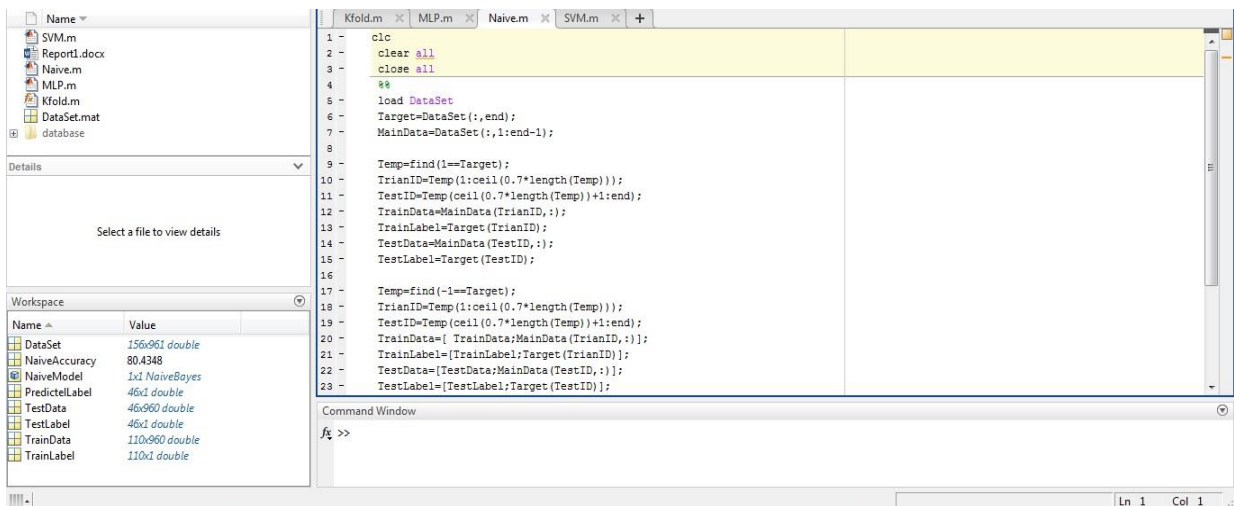 Name
SVM.m
Report1.docx
Naive.m
MLP.m
Kfold.m
DataSet.mat
database
Details
Select a file to view details
Workspace
Name Value
DataSet 156x961 double
NaiveAccuracy 80.4348
NaiveModel 1x1 NaiveBayes
PredictelLabel 46x1 double
TestData 46x960 double
TestLabel 46x1 double
TrainData 110x960 double
TrainLabel 110x1 double
Kfold.m MLP.m Naive.m SVM.m +
1 - clc
2 - clear all
3 - close all
4 %%
5 - load DataSet
6 - Target=DataSet(:,end);
7 - MainData=DataSet(:,1:end-1);
8
9 - Temp=find(1==Target);
10 - TrianID=Temp(1:ceil(0.7*length(Temp)));
11 - TestID=Temp(ceil(0.7*length(Temp))+1:end);
12 - TrainData=MainData(TrianID,:);
13 - TrainLabel=Target(TrianID);
14 - TestData=MainData(TestID,:);
15 - TestLabel=Target(TestID);
16
17 - Temp=find(-1==Target);
18 - TrianID=Temp(1:ceil(0.7*length(Temp)));
19 - TestID=Temp(ceil(0.7*length(Temp))+1:end);
20 - TrainData=[ TrainData;MainData(TrianID,:)];
21 - TrainLabel=[TrainLabel;Target(TrianID)];
22 - TestData=[TestData;MainData(TestID,:)];
23 - TestLabel=[TestLabel;Target(TestID)];
Command Window
fx >>
Ln 1 Col 1